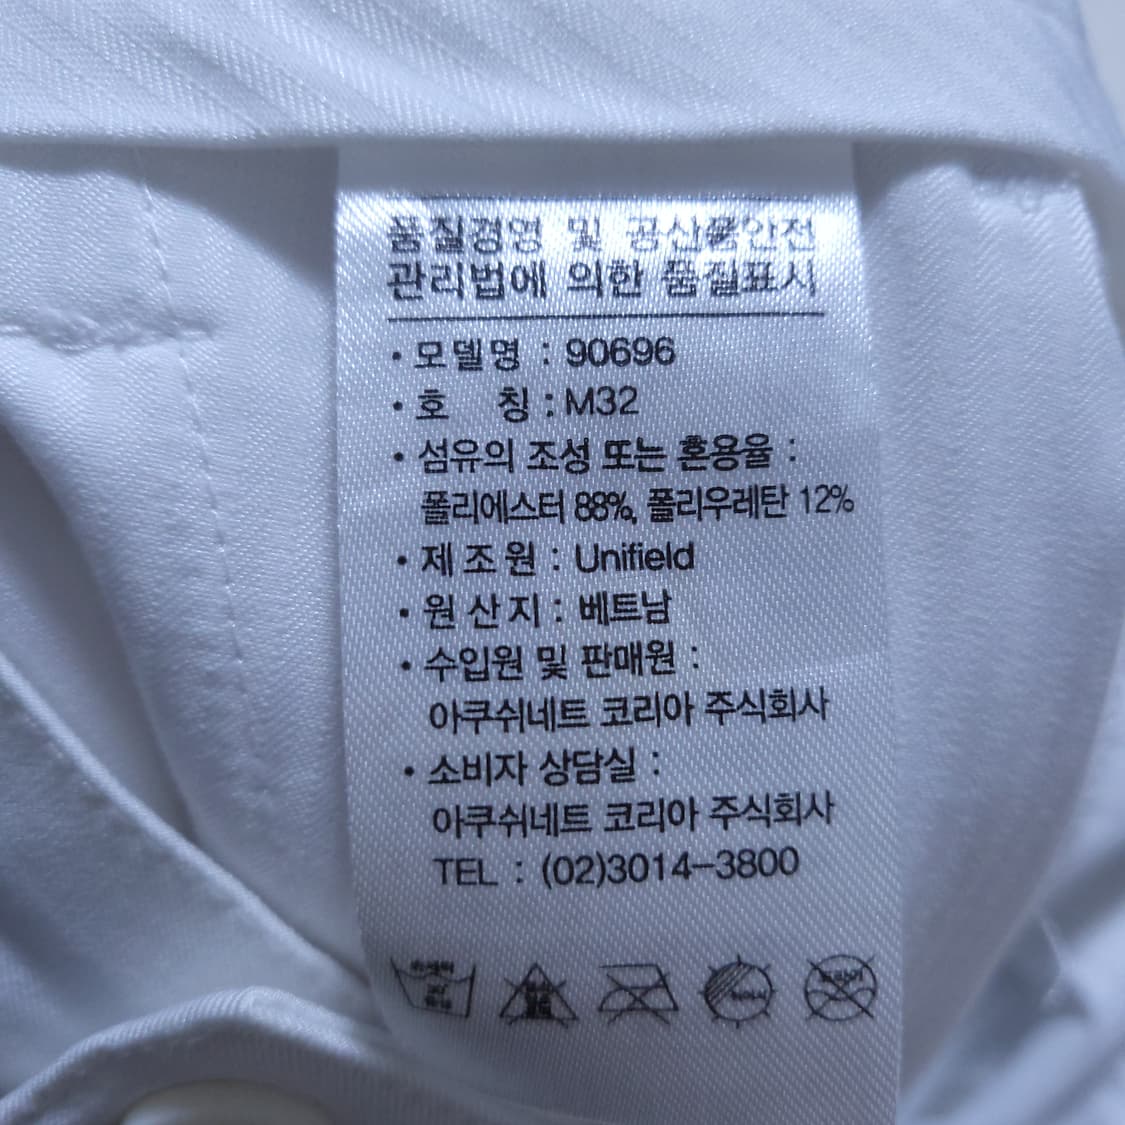 품질경영 및 공산품안전
관리법에 의한 품질표시
· 모델명 : 90696
· 호 칭 : M32
· 섬유의 조성 또는 혼용율 :
폴리에스터 88%, 폴리우레탄 12%
· 제조원 : Unifield
· 원산지 : 베트남
· 수입원 및 판매원 :
아쿠쉬네트 코리아 주식회사
· 소비자 상담실 :
아쿠쉬네트 코리아 주식회사
TEL : (02)3014-3800
드라이